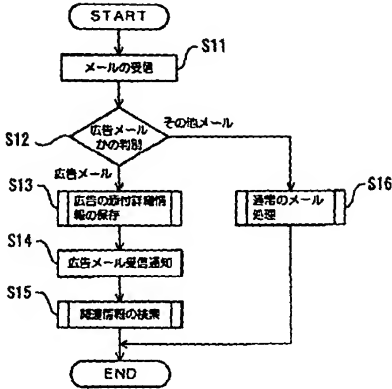 START
S11
メールの受信
S12
広告メール
かの判別
その他メール
広告メール
S13
広告の添付詳細情
報の保存
S16
通常のメール
処理
S14
広告メール受信通知
S15
関連情報の検索
END